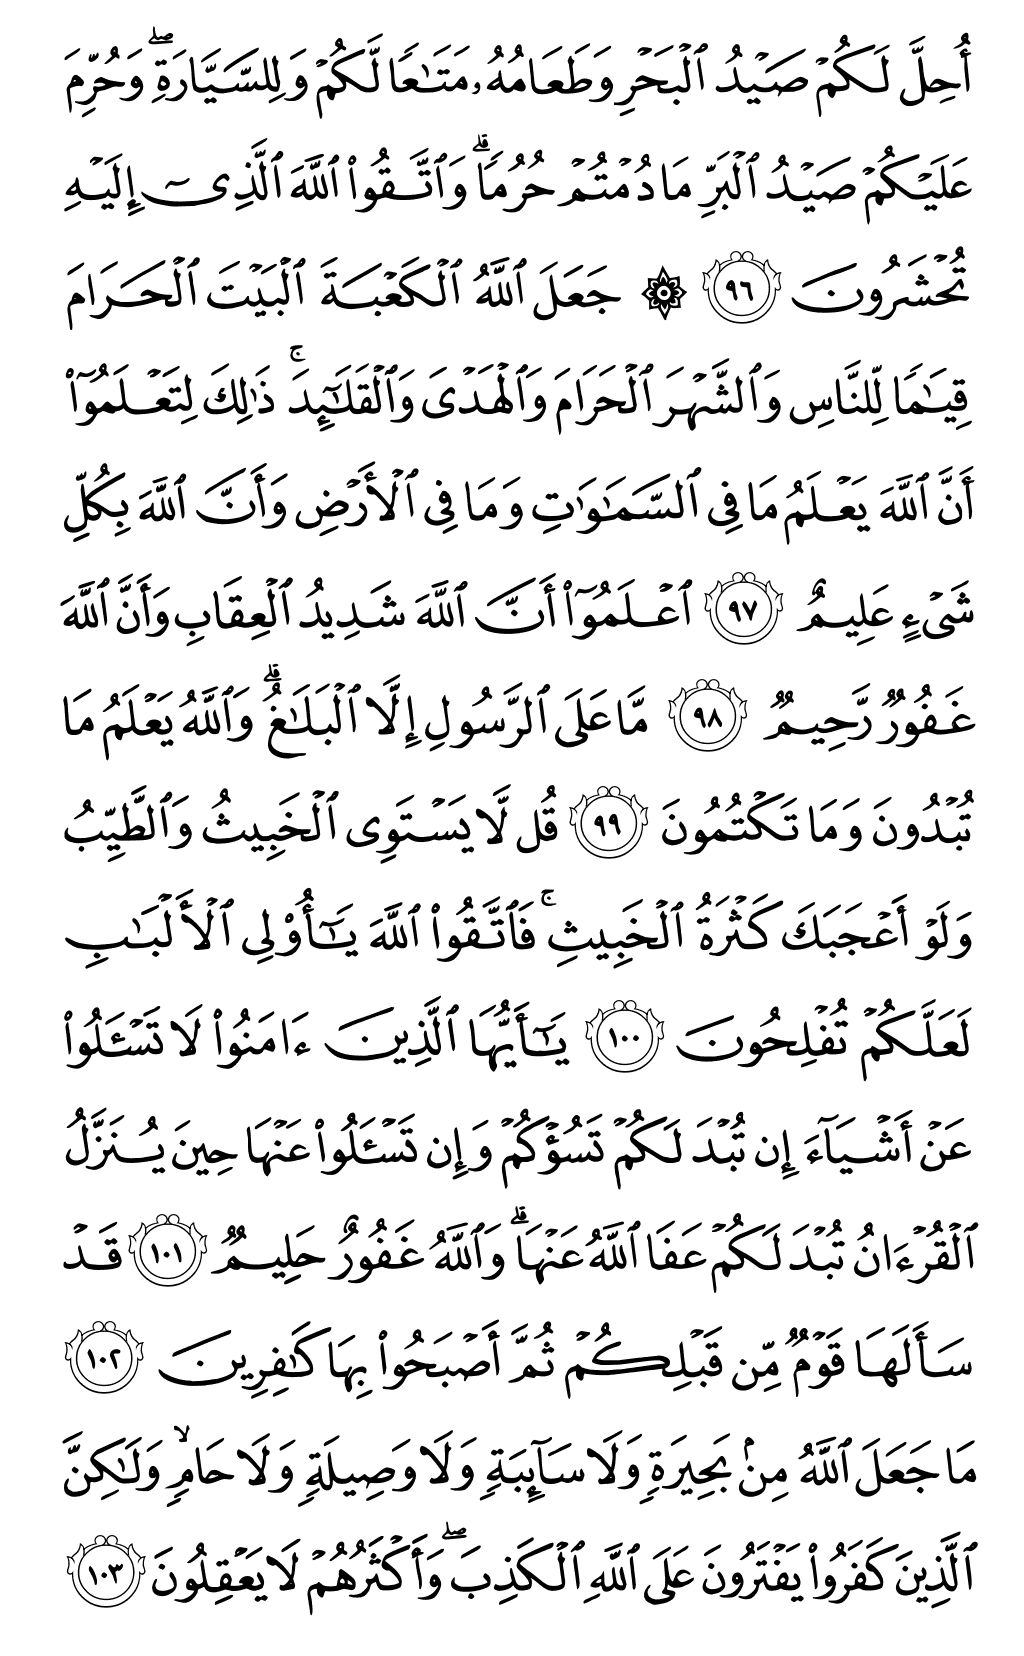 أُحِلَّ لَكُمۡ صَيۡدُ ٱلۡبَحۡرِ وَطَعَامُهُۥ مَتَٰعٗا لَّكُمۡ وَلِلسَّيَّارَةِۖ وَحُرِّمَ
عَلَيۡكُمۡ صَيۡدُ ٱلۡبَرِّ مَا دُمۡتُمۡ حُرُمٗاۗ وَٱتَّقُواْ ٱللَّهَ ٱلَّذِيٓ إِلَيۡهِ
تُحۡشَرُونَ ٩٦ ۞ جَعَلَ ٱللَّهُ ٱلۡكَعۡبَةَ ٱلۡبَيۡتَ ٱلۡحَرَامَ
قِيَٰمٗا لِّلنَّاسِ وَٱلشَّهۡرَ ٱلۡحَرَامَ وَٱلۡهَدۡيَ وَٱلۡقَلَٰٓئِدَۚ ذَٰلِكَ لِتَعۡلَمُوٓاْ
أَنَّ ٱللَّهَ يَعۡلَمُ مَا فِي ٱلسَّمَٰوَٰتِ وَمَا فِي ٱلۡأَرۡضِ وَأَنَّ ٱللَّهَ بِكُلِّ
شَيۡءٍ عَلِيمٌ ٩٧ ٱعۡلَمُوٓاْ أَنَّ ٱللَّهَ شَدِيدُ ٱلۡعِقَابِ وَأَنَّ ٱللَّهَ
غَفُورٞ رَّحِيمٞ ٩٨ مَّا عَلَى ٱلرَّسُولِ إِلَّا ٱلۡبَلَٰغُۗ وَٱللَّهُ يَعۡلَمُ مَا
تُبۡدُونَ وَمَا تَكۡتُمُونَ ٩٩ قُل لَّا يَسۡتَوِي ٱلۡخَبِيثُ وَٱلطَّيِّبُ
وَلَوۡ أَعۡجَبَكَ كَثۡرَةُ ٱلۡخَبِيثِۚ فَٱتَّقُواْ ٱللَّهَ يَٰٓأُوْلِي ٱلۡأَلۡبَٰبِ
لَعَلَّكُمۡ تُفۡلِحُونَ ١٠٠ يَٰٓأَيُّهَا ٱلَّذِينَ ءَامَنُواْ لَا تَسۡـَٔلُواْ
عَنۡ أَشۡيَآءَ إِن تُبۡدَ لَكُمۡ تَسُؤۡكُمۡ وَإِن تَسۡـَٔلُواْ عَنۡهَا حِينَ يُنَزَّلُ
ٱلۡقُرۡءَانُ تُبۡدَ لَكُمۡ عَفَا ٱللَّهُ عَنۡهَاۗ وَٱللَّهُ غَفُورٌ حَلِيمٞ ١٠١ قَدۡ
سَأَلَهَا قَوۡمٞ مِّن قَبۡلِكُمۡ ثُمَّ أَصۡبَحُواْ بِهَا كَٰفِرِينَ ١٠٢
مَا جَعَلَ ٱللَّهُ مِنۢ بَحِيرَةٖ وَلَا سَآئِبَةٖ وَلَا وَصِيلَةٖ وَلَا حَامٖۙ وَلَٰكِنَّ
ٱلَّذِينَ كَفَرُواْ يَفۡتَرُونَ عَلَى ٱللَّهِ ٱلۡكَذِبَۖ وَأَكۡثَرُهُمۡ لَا يَعۡقِلُونَ ١٠٣